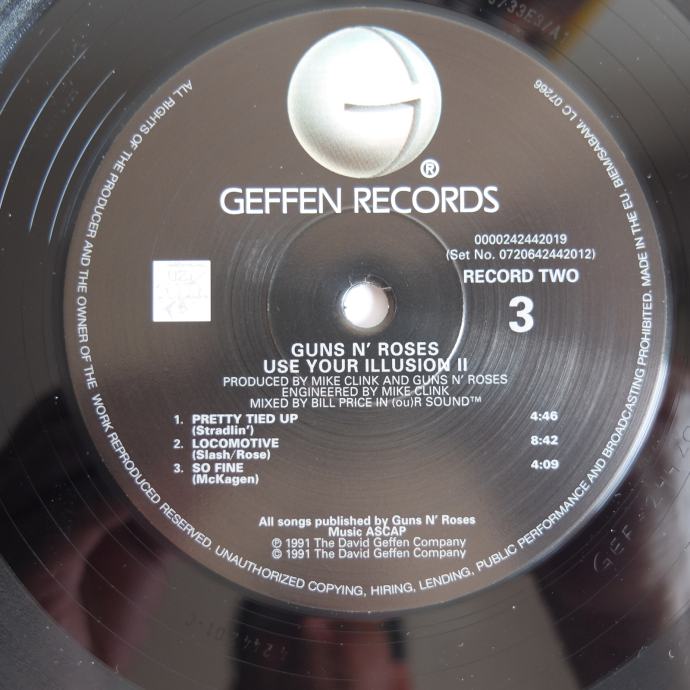 GEFFEN RECORDS
0000242442019
(Set No. 0720642442012)
RECORD TWO
3
GUNS N' ROSES
USE YOUR ILLUSION II
PRODUCED BY MIKE CLINK AND GUNS N' ROSES
ENGINEERED BY MIKE CLINK
MIXED BY BILL PRICE IN (ou)R SOUND™
1. PRETTY TIED UP 4:46
(Stradlin')
2. LOCOMOTIVE 8:42
(Slash/Rose)
3. SO FINE 4:09
(McKagen)
All songs published by Guns N' Roses
Music ASCAP
℗ 1991 The David Geffen Company
© 1991 The David Geffen Company
ALL RIGHTS OF THE PRODUCER AND THE OWNER OF THE WORK REPRODUCED RESERVED. UNAUTHORIZED COPYING, HIRING, LENDING, PUBLIC PERFORMANCE AND BROADCASTING PROHIBITED. MADE IN THE EU. BIEM/SABAM. LC 07266